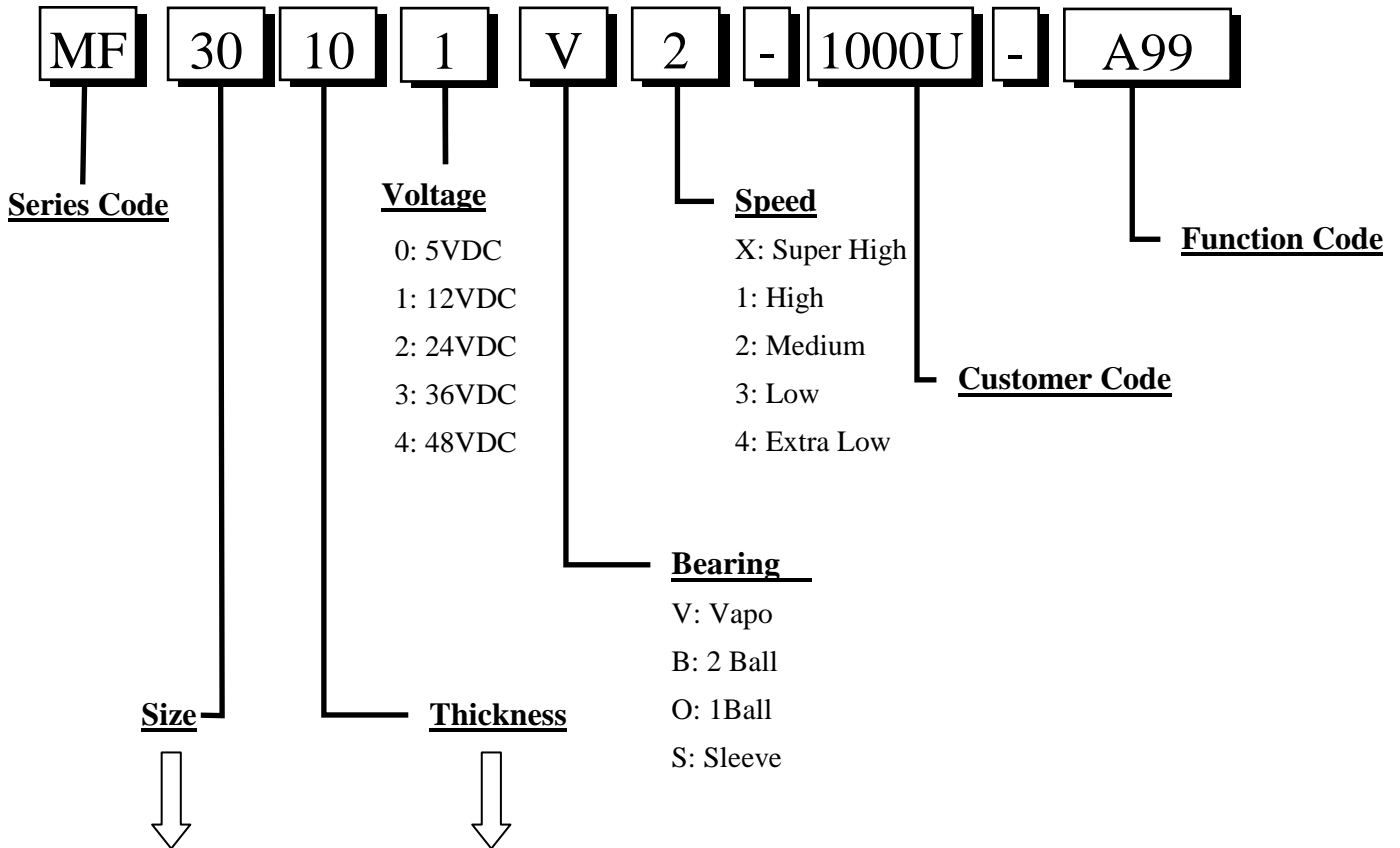 MF 30 10 1 V 2 - 1000U - A99
Series Code
Voltage
0: 5VDC
1: 12VDC
2: 24VDC
3: 36VDC
4: 48VDC
Speed
X: Super High
1: High
2: Medium
3: Low
4: Extra Low
Function Code
Customer Code
Bearing
V: Vapo
B: 2 Ball
O: 1Ball
S: Sleeve
Size
Thickness